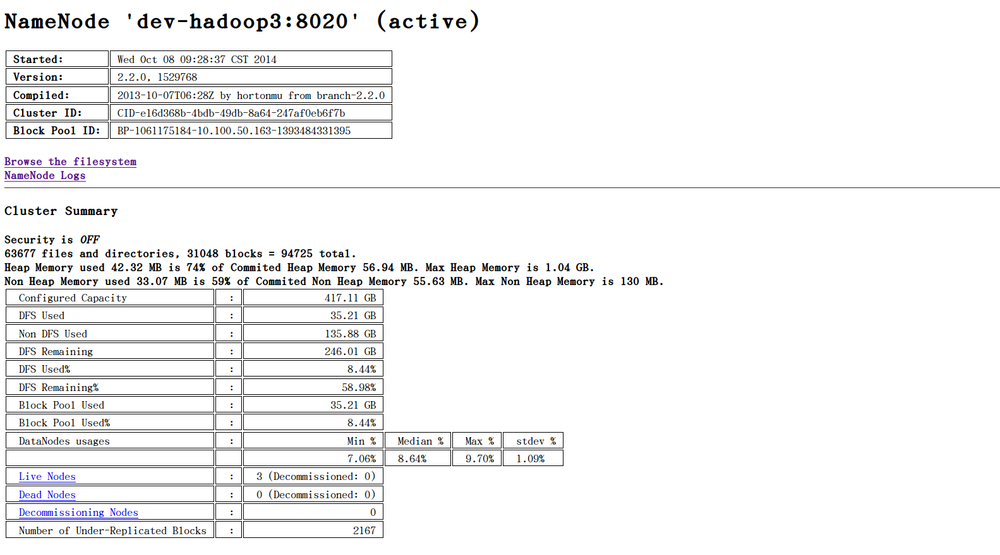 NameNode 'dev-hadoop3:8020' (active)
Started: Wed Oct 08 09:28:37 CST 2014
Version: 2.2.0, 1529768
Compiled: 2013-10-07T06:28Z by hortonmu from branch-2.2.0
Cluster ID: CID-e16d368b-4bdb-49db-8a64-247af0eb6f7b
Block Pool ID: BP-1061175184-10.100.50.163-1393484331395
Browse the filesystem
NameNode Logs
Cluster Summary
Security is OFF
63677 files and directories, 31048 blocks = 94725 total.
Heap Memory used 42.32 MB is 74% of Commited Heap Memory 56.94 MB. Max Heap Memory is 1.04 GB.
Non Heap Memory used 33.07 MB is 59% of Commited Non Heap Memory 55.63 MB. Max Non Heap Memory is 130 MB.
Configured Capacity : 417.11 GB
DFS Used : 35.21 GB
Non DFS Used : 135.88 GB
DFS Remaining : 246.01 GB
DFS Used% : 8.44%
DFS Remaining% : 58.98%
Block Pool Used : 35.21 GB
Block Pool Used% : 8.44%
DataNodes usages : Min % Median % Max % stdev %
7.06% 8.64% 9.70% 1.09%
Live Nodes : 3 (Decommissioned: 0)
Dead Nodes : 0 (Decommissioned: 0)
Decommissioning Nodes : 0
Number of Under-Replicated Blocks : 2167